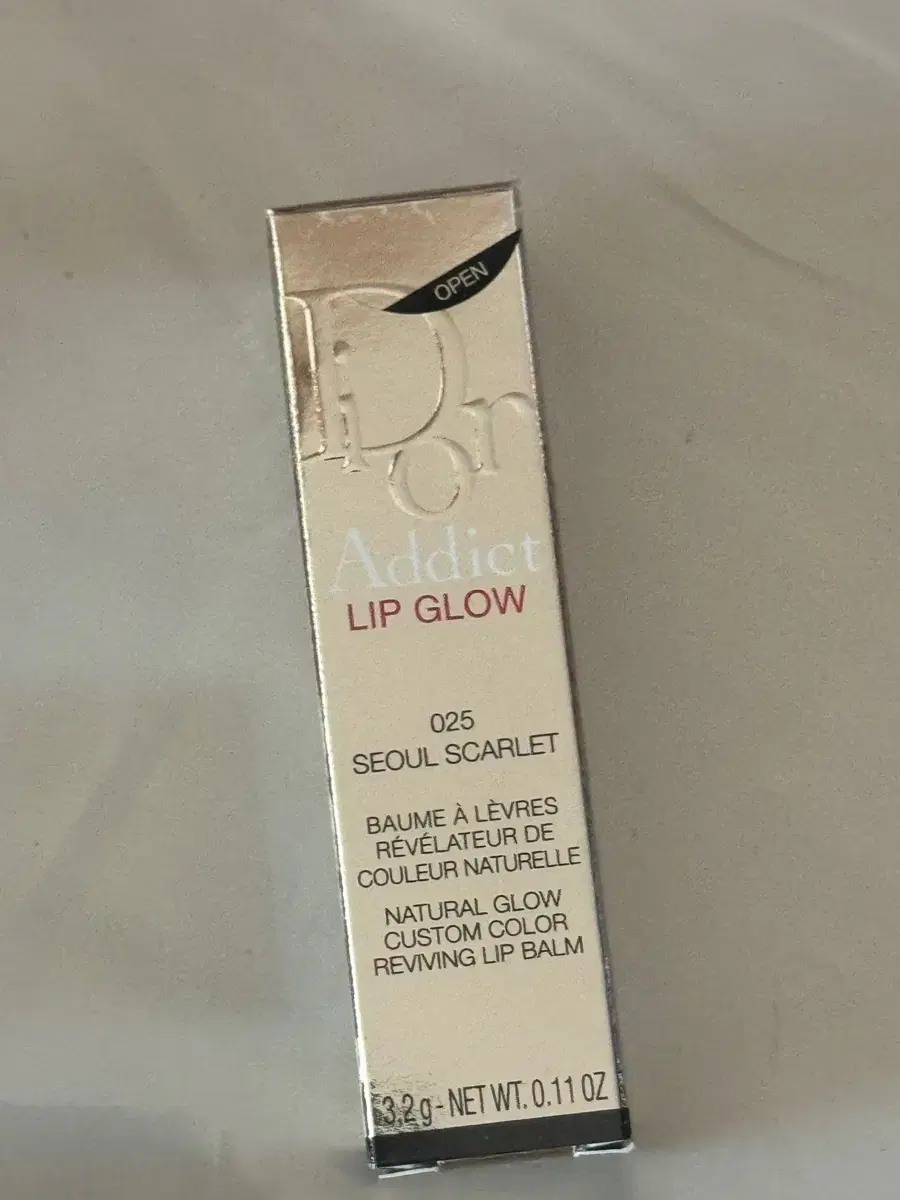 OPEN
Dior
Addict
LIP GLOW
025
SEOUL SCARLET
BAUME À LÈVRES
RÉVÉLATEUR DE
COULEUR NATURELLE
NATURAL GLOW
CUSTOM COLOR
REVIVING LIP BALM
3,2 g - NET WT. 0.11 OZ